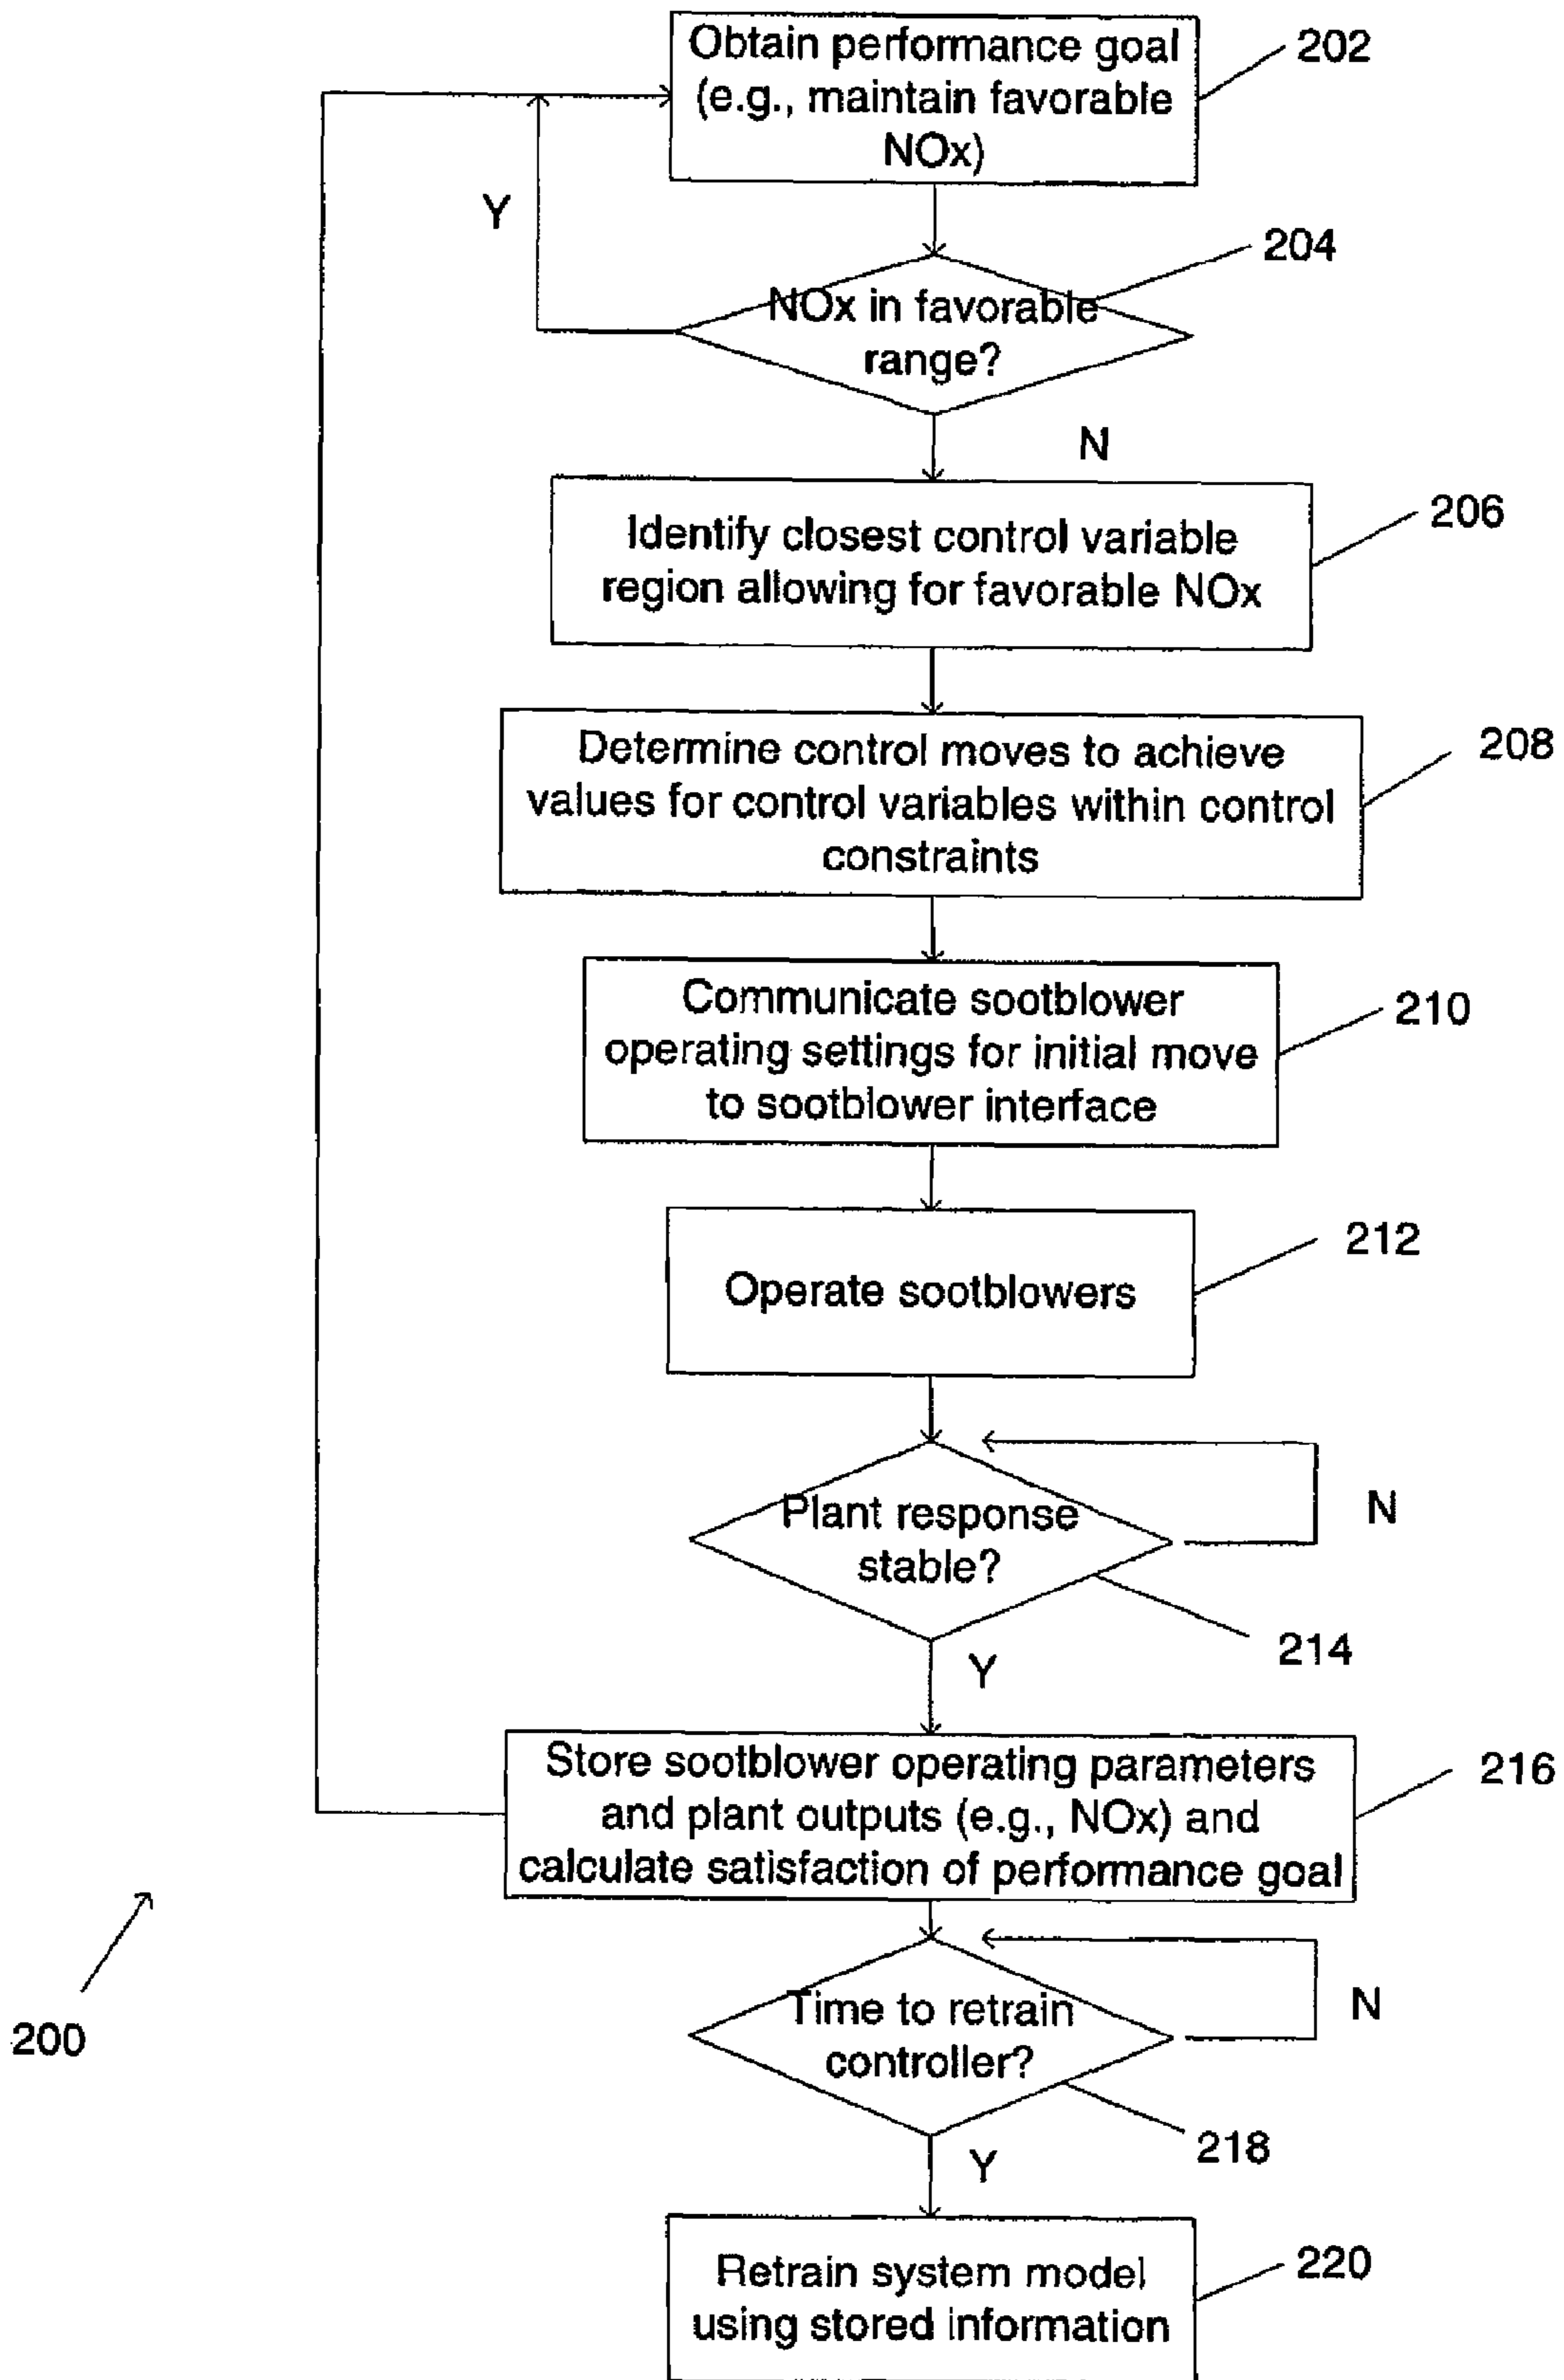 Obtain performance goal
(e.g., maintain favorable
NOx)
202
Y
204
NOx in favorable
range?
N
206
Identify closest control variable
region allowing for favorable NOx
208
Determine control moves to achieve
values for control variables within control
constraints
210
Communicate sootblower
operating settings for initial move
to sootblower interface
212
Operate sootblowers
Plant response
stable?
N
214
Y
216
Store sootblower operating parameters
and plant outputs (e.g., NOx) and
calculate satisfaction of performance goal
Time to retrain
controller?
N
200
218
Y
220
Retrain system model
using stored information